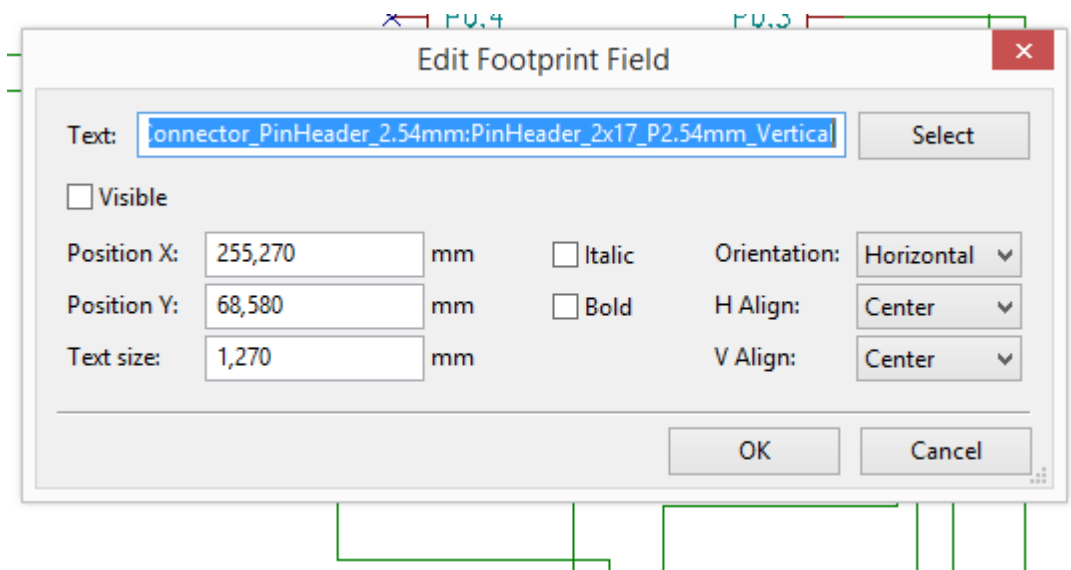 P0.4 P0.3
Edit Footprint Field
Text: Connector_PinHeader_2.54mm:PinHeader_2x17_P2.54mm_Vertical Select
Visible
Position X: 255,270 mm Italic Orientation: Horizontal
Position Y: 68,580 mm Bold H Align: Center
Text size: 1,270 mm V Align: Center
OK Cancel